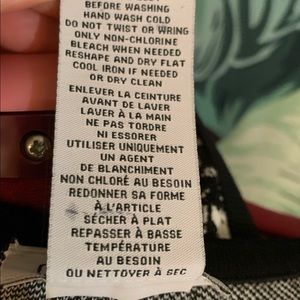 BEFORE WASHING
HAND WASH COLD
DO NOT TWIST OR WRING
ONLY NON-CHLORINE
BLEACH WHEN NEEDED
RESHAPE AND DRY FLAT
COOL IRON IF NEEDED
OR DRY CLEAN
ENLEVER LA CEINTURE
AVANT DE LAVER
LAVER À LA MAIN
NE PAS TORDRE
NI ESSORER
UTILISER UNIQUEMENT
UN AGENT
DE BLANCHIMENT
NON CHLORÉ AU BESOIN
REDONNER SA FORME
À L'ARTICLE
SÉCHER À PLAT
REPASSER À BASSE
TEMPÉRATURE
AU BESOIN
OU NETTOYER À SEC